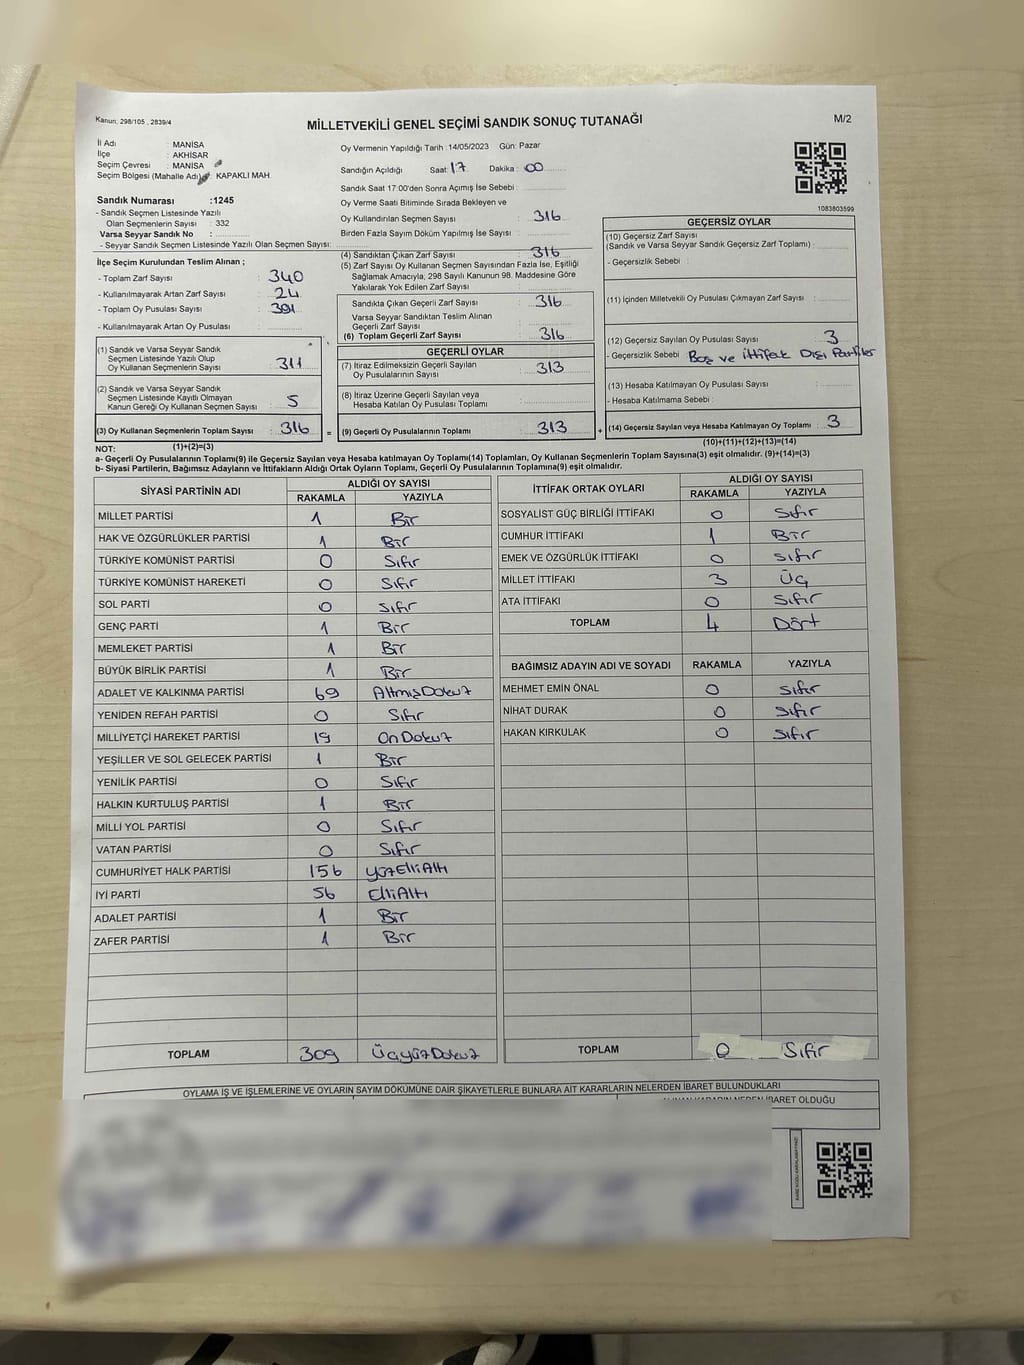 Kanun; 298/105 , 2839/4
MİLLETVEKİLİ GENEL SEÇİMİ SANDIK SONUÇ TUTANAĞI
M/2
İl Adı : MANİSA
İlçe : AKHİSAR
Seçim Çevresi : MANİSA
Seçim Bölgesi (Mahalle Adı) : KAPAKLI MAH.
Sandık Numarası :1245
- Sandık Seçmen Listesinde Yazılı
Olan Seçmenlerin Sayısı : 332
Varsa Seyyar Sandık No :
- Seyyar Sandık Seçmen Listesinde Yazılı Olan Seçmen Sayısı:
Oy Vermenin Yapıldığı Tarih :14/05/2023 Gün: Pazar
Sandığın Açıldığı Saat: 17 Dakika : 00
Sandık Saat 17:00'den Sonra Açımış İse Sebebi :
Oy Verme Saati Bitiminde Sırada Bekleyen ve
Oy Kullandırılan Seçmen Sayısı : 316
Birden Fazla Sayım Döküm Yapılmış İse Sayısı :
1083803599
İlçe Seçim Kurulundan Teslim Alınan ;
- Toplam Zarf Sayısı : 340
- Kullanılmayarak Artan Zarf Sayısı : 24
- Toplam Oy Pusulası Sayısı : 391
- Kullanılmayarak Artan Oy Pusulası :
(1) Sandık ve Varsa Seyyar Sandık
Seçmen Listesinde Yazılı Olup
Oy Kullanan Seçmenlerin Sayısı : 311
(2) Sandık ve Varsa Seyyar Sandık
Seçmen Listesinde Kayıtlı Olmayan
Kanun Gereği Oy Kullanan Seçmen Sayısı : 5
(3) Oy Kullanan Seçmenlerin Toplam Sayısı : 316 =
(4) Sandıktan Çıkan Zarf Sayısı : 316
(5) Zarf Sayısı Oy Kullanan Seçmen Sayısından Fazla İse, Eşitliği
Sağlamak Amacıyla, 298 Sayılı Kanunun 98. Maddesine Göre
Yakılarak Yok Edilen Zarf Sayısı :
Sandıkta Çıkan Geçerli Zarf Sayısı : 316
Varsa Seyyar Sandıktan Teslim Alınan
Geçerli Zarf Sayısı :
(6) Toplam Geçerli Zarf Sayısı : 316
GEÇERLİ OYLAR
(7) İtiraz Edilmeksizin Geçerli Sayılan
Oy Pusulalarının Sayısı : 313
(8) İtiraz Üzerine Geçerli Sayılan veya
Hesaba Katılan Oy Pusulası Toplamı :
(9) Geçerli Oy Pusulalarının Toplamı : 313 +
GEÇERSİZ OYLAR
(10) Geçersiz Zarf Sayısı
(Sandık ve Varsa Seyyar Sandık Geçersiz Zarf Toplamı) :
- Geçersizlik Sebebi :
(11) İçinden Milletvekili Oy Pusulası Çıkmayan Zarf Sayısı :
(12) Geçersiz Sayılan Oy Pusulası Sayısı : 3
- Geçersizlik Sebebi : Boş ve İttifak Dışı Partiler
(13) Hesaba Katılmayan Oy Pusulası Sayısı :
- Hesaba Katılmama Sebebi :
(14) Geçersiz Sayılan veya Hesaba Katılmayan Oy Toplamı : 3
NOT: (1)+(2)=(3) (10)+(11)+(12)+(13)=(14)
a- Geçerli Oy Pusulalarının Toplamı(9) ile Geçersiz Sayılan veya Hesaba katılmayan Oy Toplamı(14) Toplamları, Oy Kullanan Seçmenlerin Toplam Sayısına(3) eşit olmalıdır. (9)+(14)=(3)
b- Siyasi Partilerin, Bağımsız Adayların ve İttifakların Aldığı Ortak Oyların Toplamı, Geçerli Oy Pusulalarının Toplamına(9) eşit olmalıdır.
SİYASİ PARTİNİN ADI ALDIĞI OY SAYISI
RAKAMLA YAZIYLA
MİLLET PARTİSİ 1 Bir
HAK VE ÖZGÜRLÜKLER PARTİSİ 1 Bir
TÜRKİYE KOMÜNİST PARTİSİ 0 Sıfır
TÜRKİYE KOMÜNİST HAREKETİ 0 Sıfır
SOL PARTİ 0 Sıfır
GENÇ PARTİ 1 Bir
MEMLEKET PARTİSİ 1 Bir
BÜYÜK BİRLİK PARTİSİ 1 Bir
ADALET VE KALKINMA PARTİSİ 69 AltmışDokuz
YENİDEN REFAH PARTİSİ 0 Sıfır
MİLLİYETÇİ HAREKET PARTİSİ 19 OnDokuz
YEŞİLLER VE SOL GELECEK PARTİSİ 1 Bir
YENİLİK PARTİSİ 0 Sıfır
HALKIN KURTULUŞ PARTİSİ 1 Bir
MİLLİ YOL PARTİSİ 0 Sıfır
VATAN PARTİSİ 0 Sıfır
CUMHURİYET HALK PARTİSİ 156 YüzElliAltı
İYİ PARTİ 56 ElliAltı
ADALET PARTİSİ 1 Bir
ZAFER PARTİSİ 1 Bir
TOPLAM 309 ÜçyüzDokuz
İTTİFAK ORTAK OYLARI ALDIĞI OY SAYISI
RAKAMLA YAZIYLA
SOSYALİST GÜÇ BİRLİĞİ İTTİFAKI 0 Sıfır
CUMHUR İTTİFAKI 1 Bir
EMEK VE ÖZGÜRLÜK İTTİFAKI 0 Sıfır
MİLLET İTTİFAKI 3 Üç
ATA İTTİFAKI 0 Sıfır
TOPLAM 4 Dört
BAĞIMSIZ ADAYIN ADI VE SOYADI RAKAMLA YAZIYLA
MEHMET EMİN ÖNAL 0 Sıfır
NİHAT DURAK 0 Sıfır
HAKAN KIRKULAK 0 Sıfır
TOPLAM 0 Sıfır
OYLAMA İŞ VE İŞLEMLERİNE VE OYLARIN SAYIM DÖKÜMÜNE DAİR ŞİKAYETLERLE BUNLARA AİT KARARLARIN NELERDEN İBARET BULUNDUKLARI
İBARET OLDUĞU